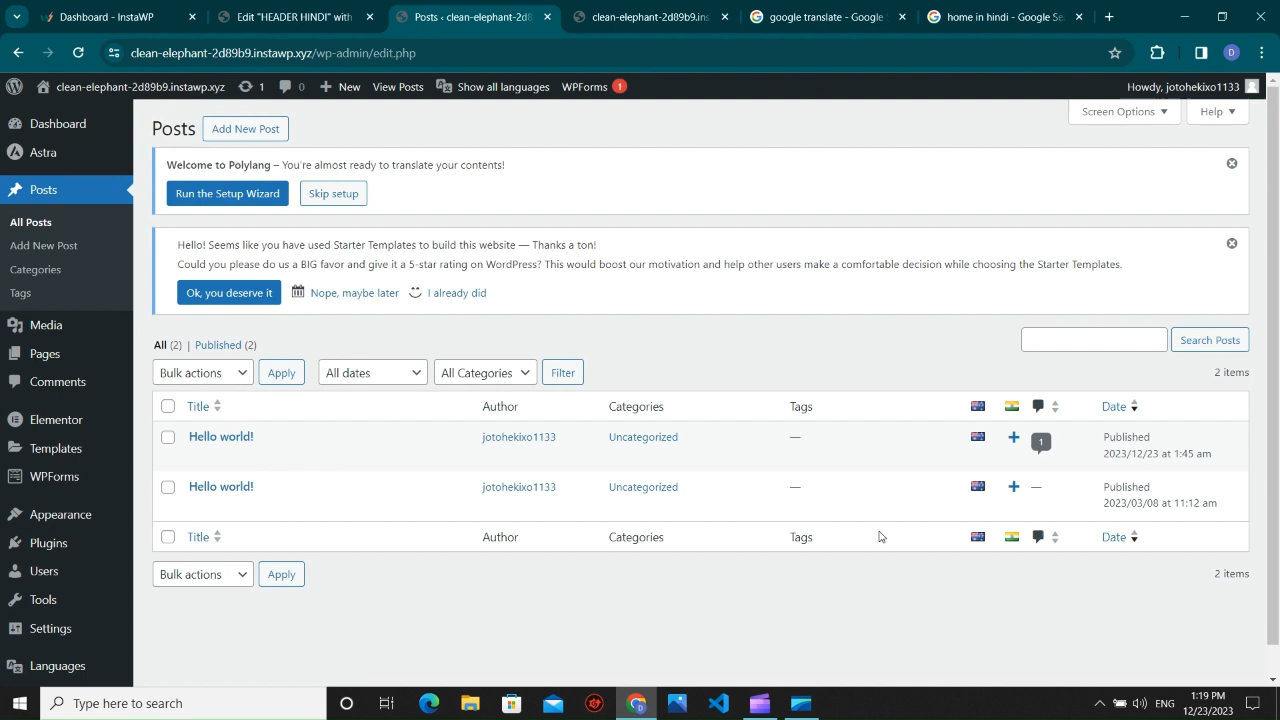 Dashboard - InstaWP
Edit "HEADER HINDI" with
Posts ‹ clean-elephant-2d8
clean-elephant-2d89b9.ins
google translate - Google
home in hindi - Google Se
clean-elephant-2d89b9.instawp.xyz/wp-admin/edit.php
D
clean-elephant-2d89b9.instawp.xyz
1
0
New
View Posts
Show all languages
WPForms
1
Howdy, jotohekixo1133
Dashboard
Astra
Posts
All Posts
Add New Post
Categories
Tags
Media
Pages
Comments
Elementor
Templates
WPForms
Appearance
Plugins
Users
Tools
Settings
Languages
Posts
Add New Post
Screen Options
Help
Welcome to Polylang – You're almost ready to translate your contents!
Run the Setup Wizard
Skip setup
Hello! Seems like you have used Starter Templates to build this website — Thanks a ton!
Could you please do us a BIG favor and give it a 5-star rating on WordPress? This would boost our motivation and help other users make a comfortable decision while choosing the Starter Templates.
Ok, you deserve it
Nope, maybe later
I already did
All (2) | Published (2)
Search Posts
Bulk actions
Apply
All dates
All Categories
Filter
2 items
Title
Author
Categories
Tags
Date
Hello world!
jotohekixo1133
Uncategorized
—
1
Published
2023/12/23 at 1:45 am
Hello world!
jotohekixo1133
Uncategorized
—
—
Published
2023/03/08 at 11:12 am
Title
Author
Categories
Tags
Date
Bulk actions
Apply
2 items
Type here to search
D
ENG
1:19 PM
12/23/2023